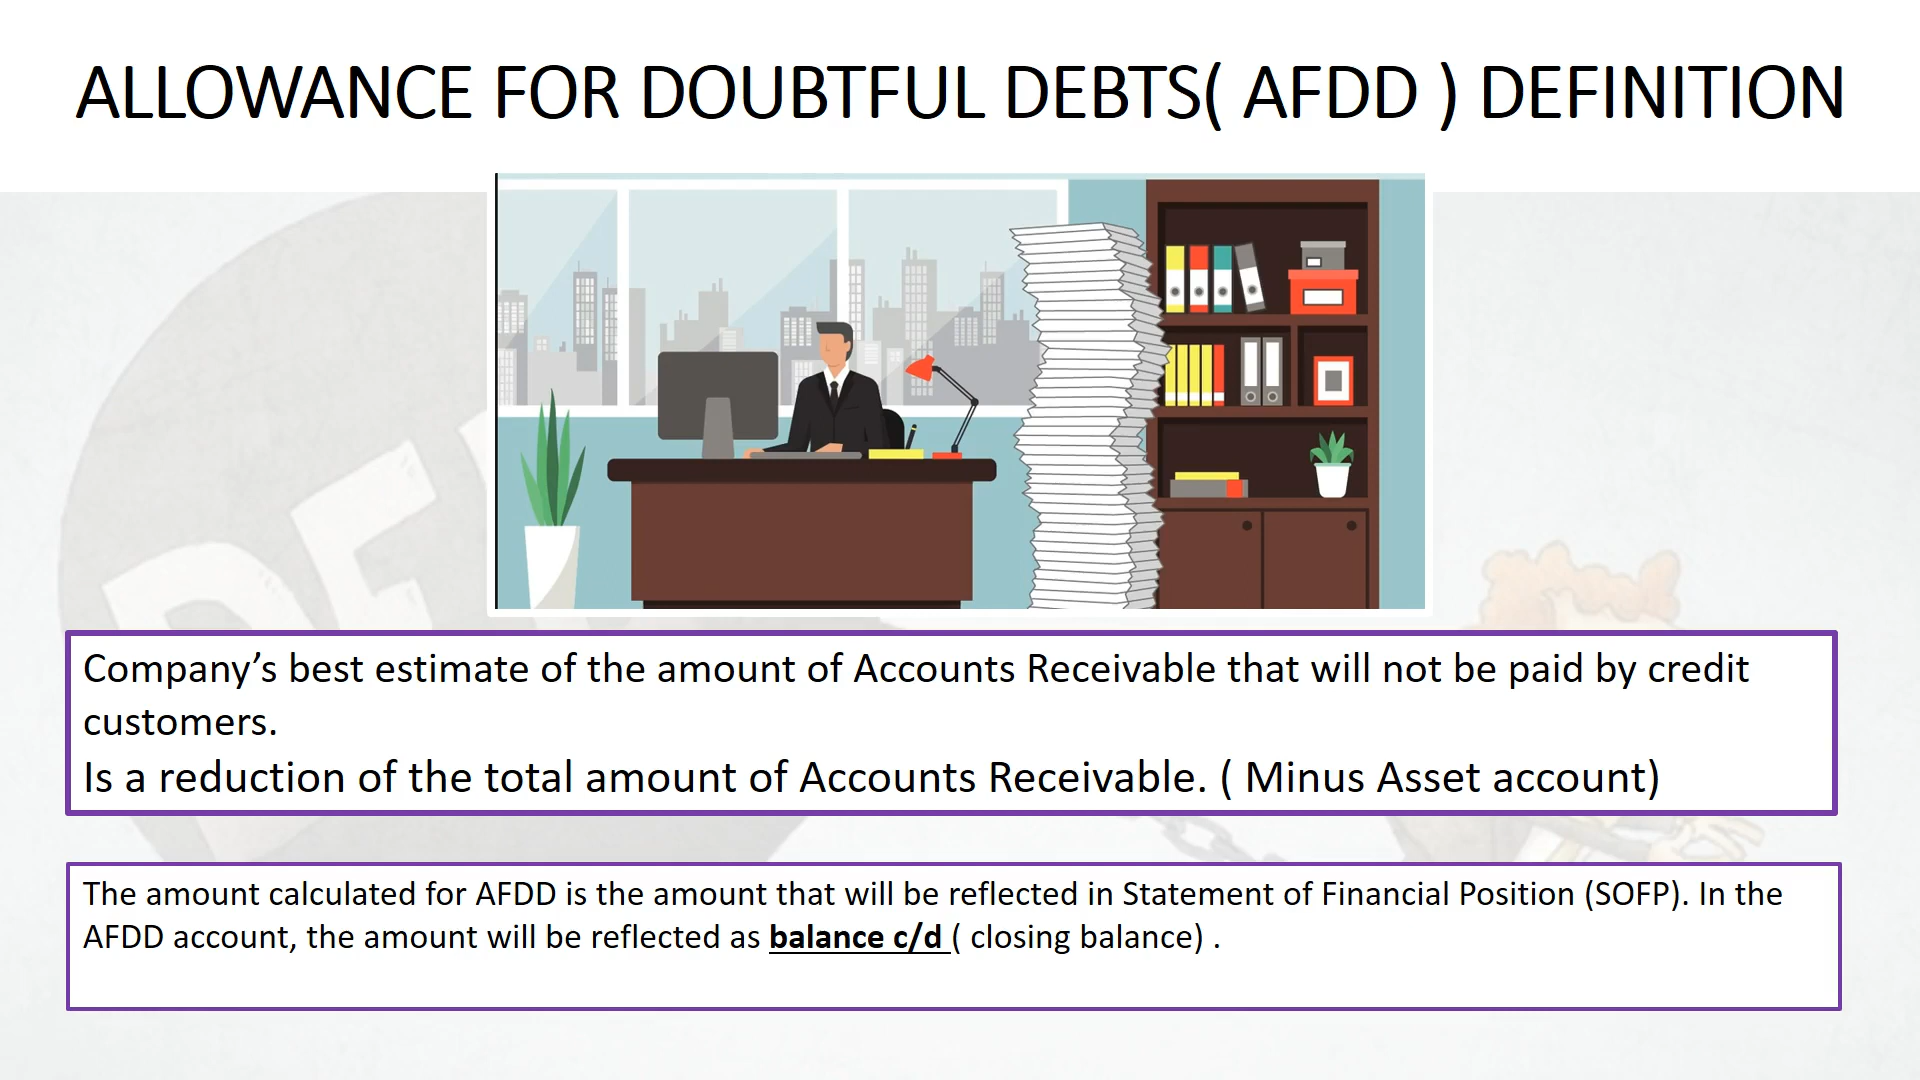 ALLOWANCE FOR DOUBTFUL DEBTS( AFDD ) DEFINITION
DE
Company’s best estimate of the amount of Accounts Receivable that will not be paid by credit
customers.
Is a reduction of the total amount of Accounts Receivable. ( Minus Asset account)
The amount calculated for AFDD is the amount that will be reflected in Statement of Financial Position (SOFP). In the
AFDD account, the amount will be reflected as balance c/d ( closing balance) .